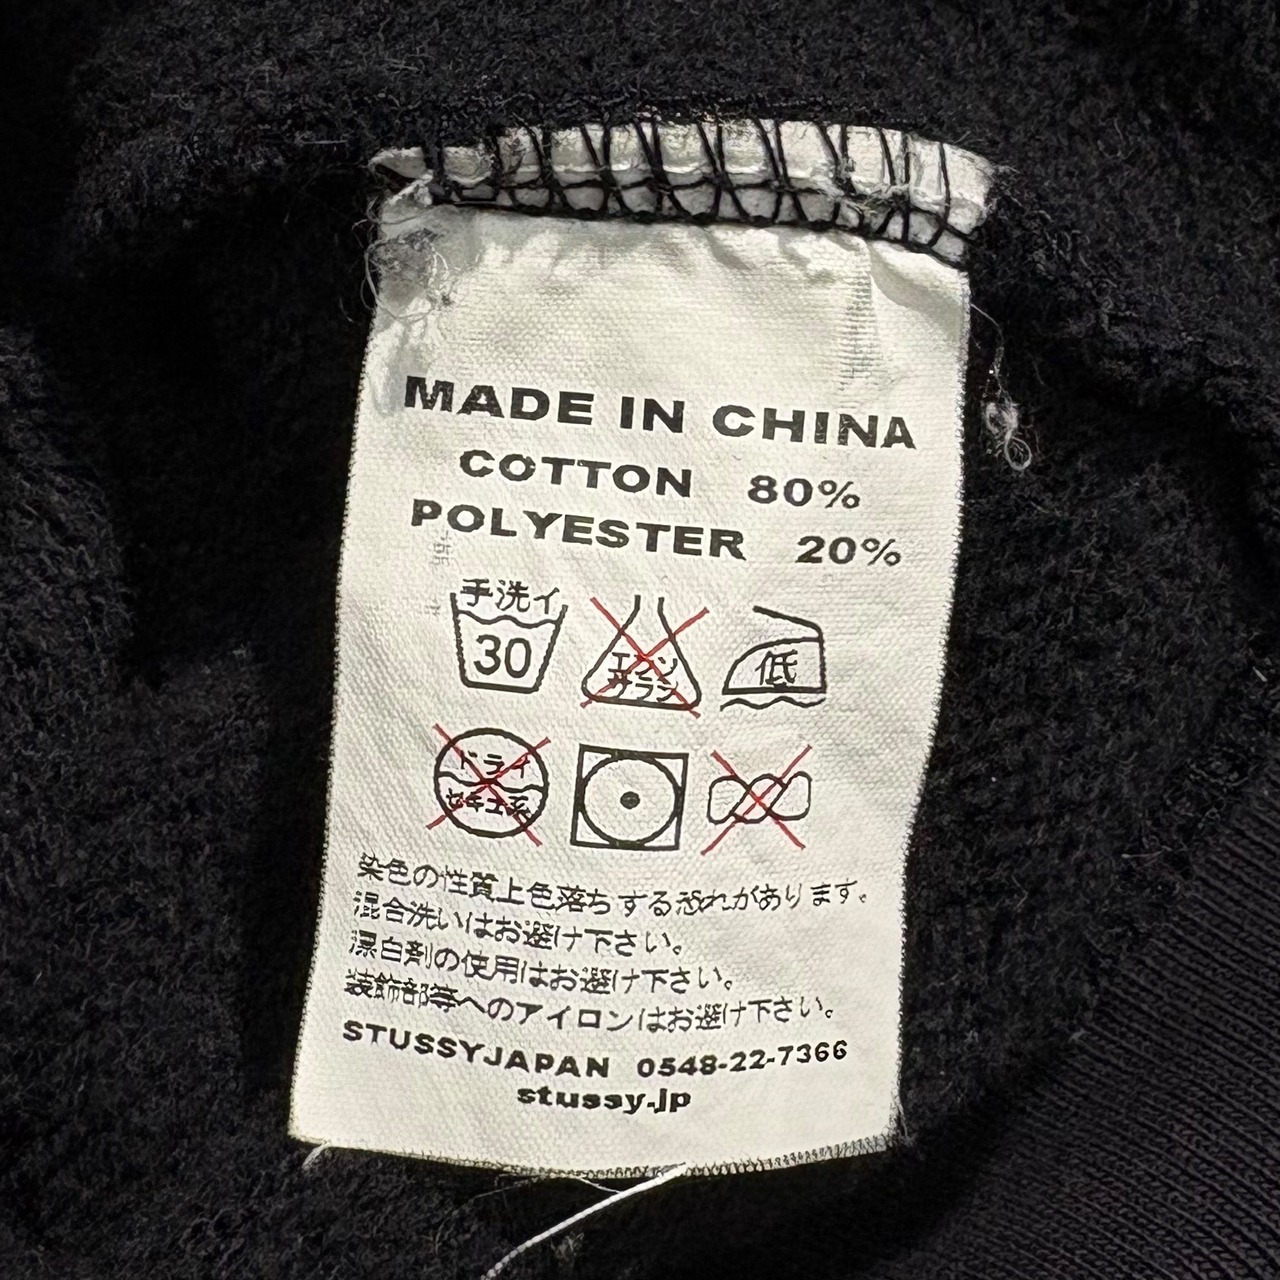 MADE IN CHINA
COTTON 80%
POLYESTER 20%
手洗イ
30
エンソ
サラシ
低
ドライ
セキユ系
染色の性質上色落ちする恐れがあります。
混合洗いはお避け下さい。
漂白剤の使用はお避け下さい。
装飾部等へのアイロンはお避け下さい。
STUSSYJAPAN 0548-22-7366
stussy.jp